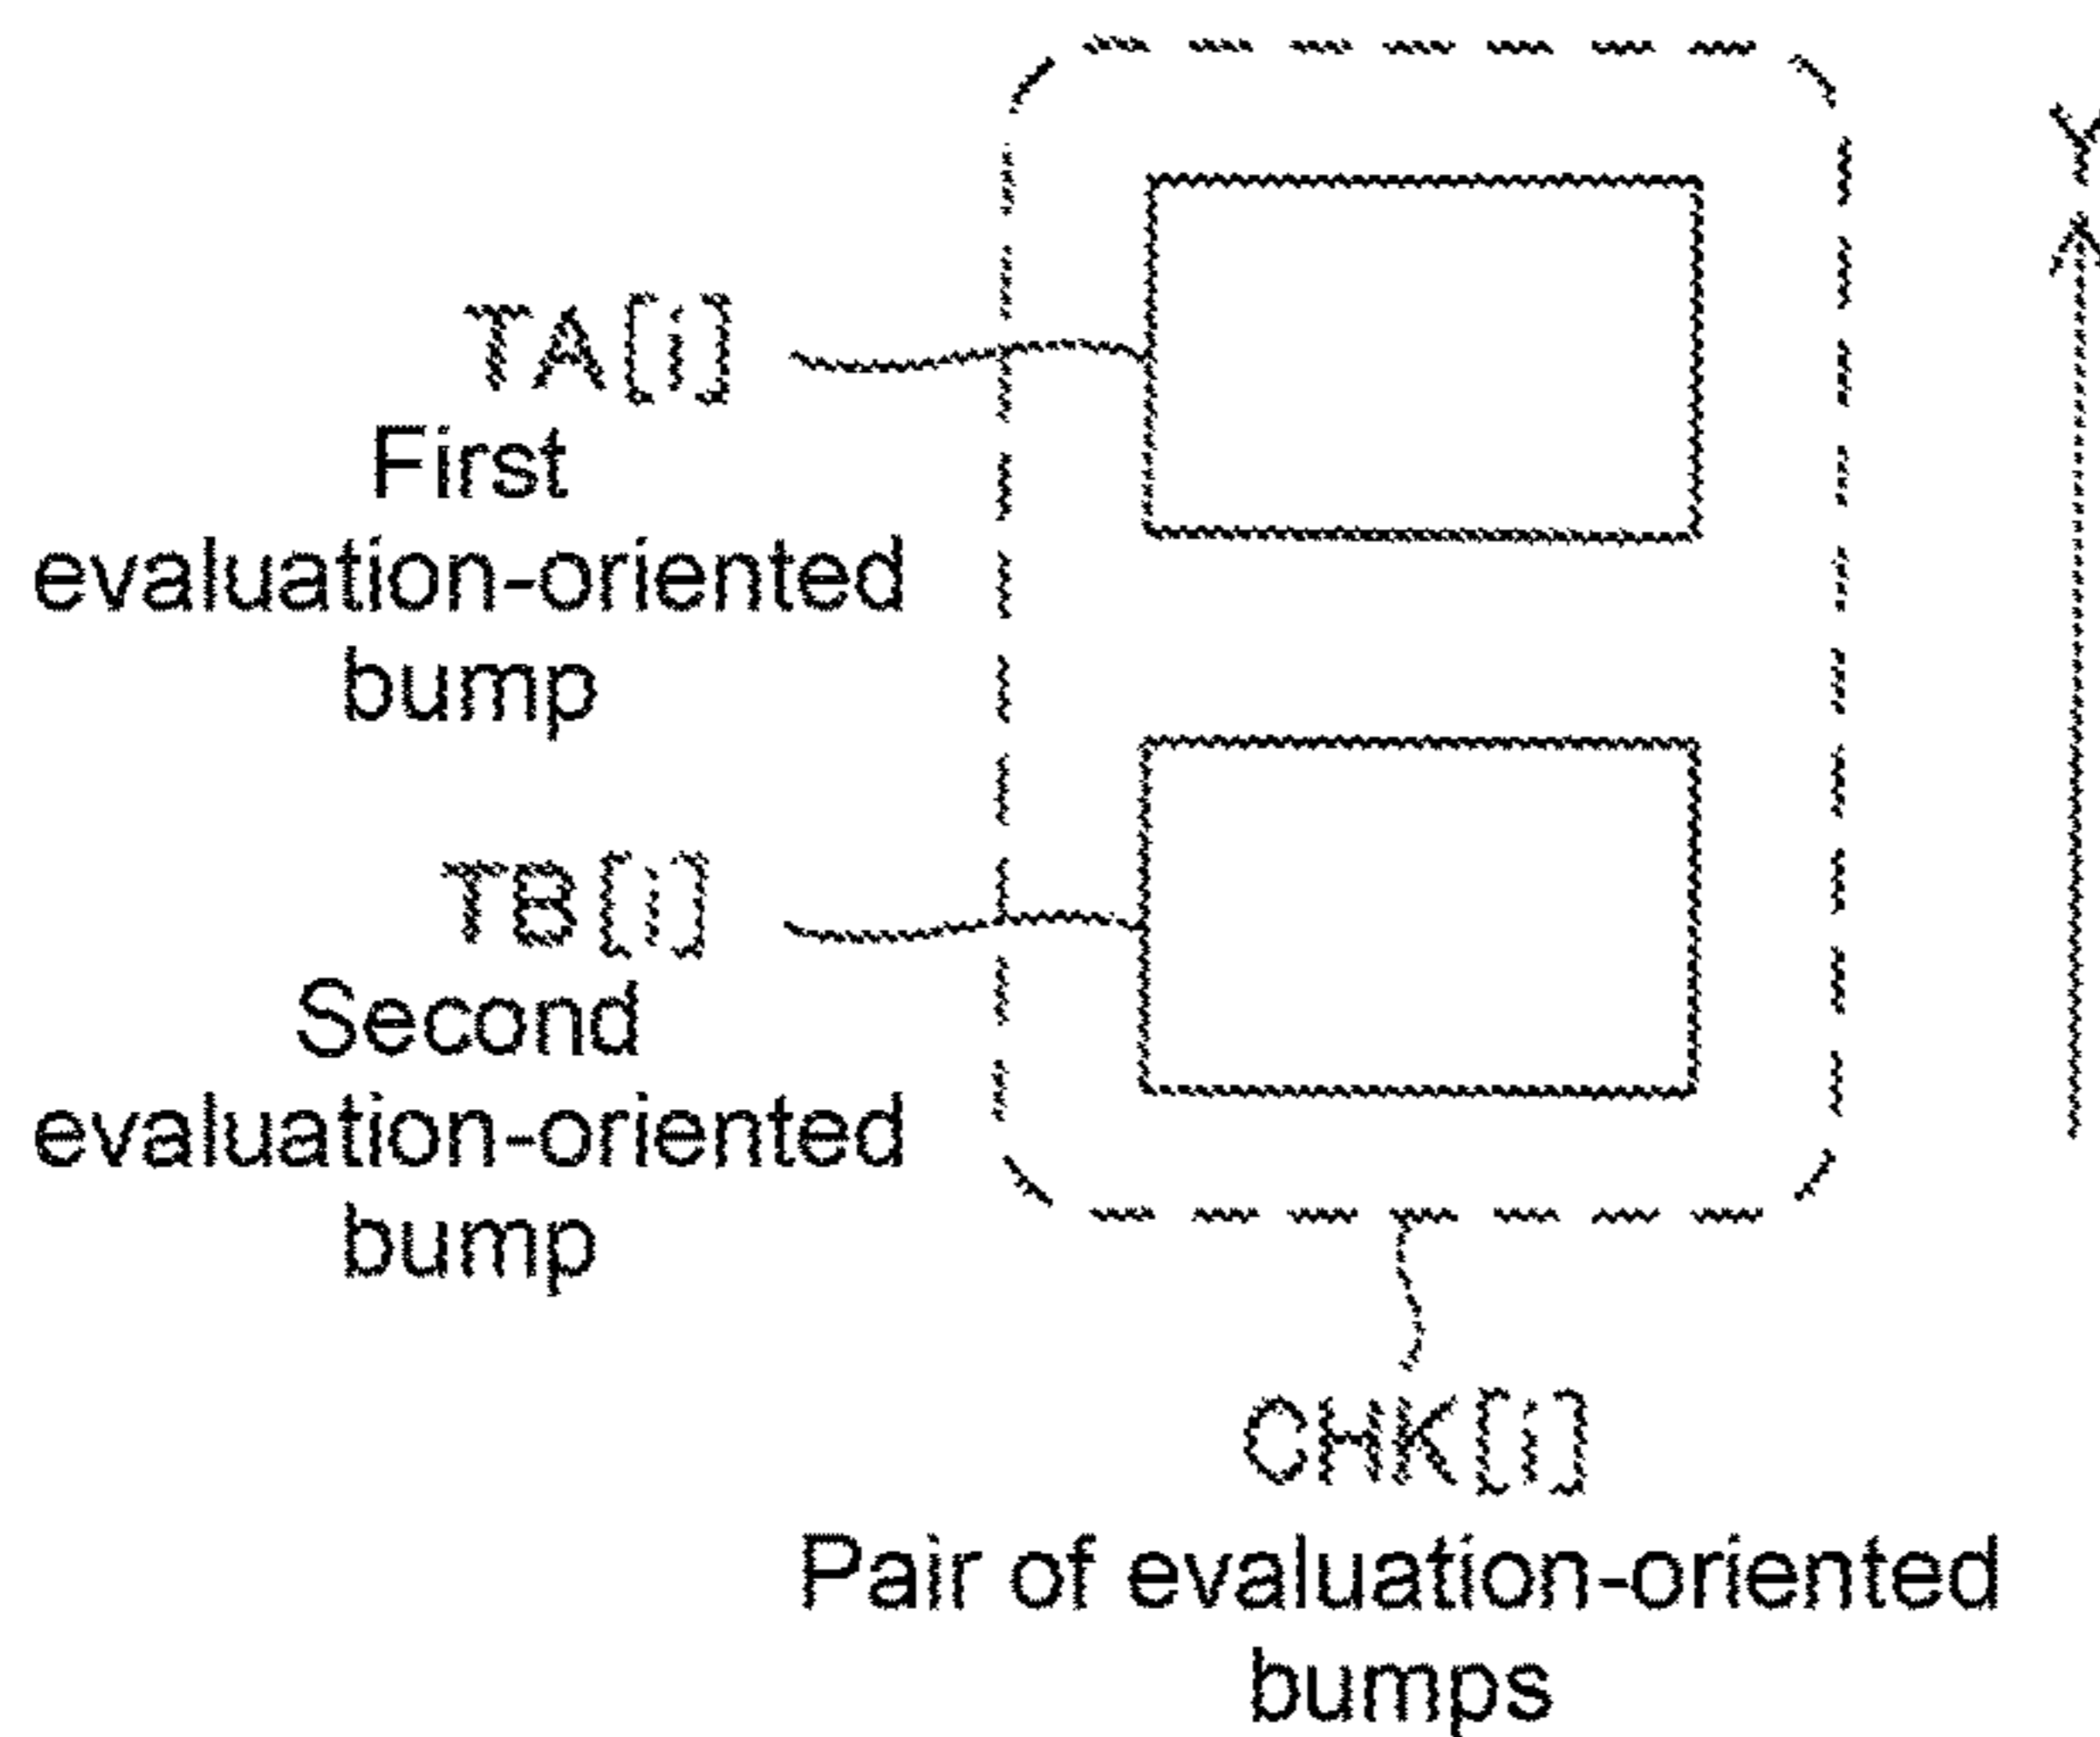 Y
TA[i]
First
evaluation-oriented
bump
TB[i]
Second
evaluation-oriented
bump
CHK[i]
Pair of evaluation-oriented
bumps